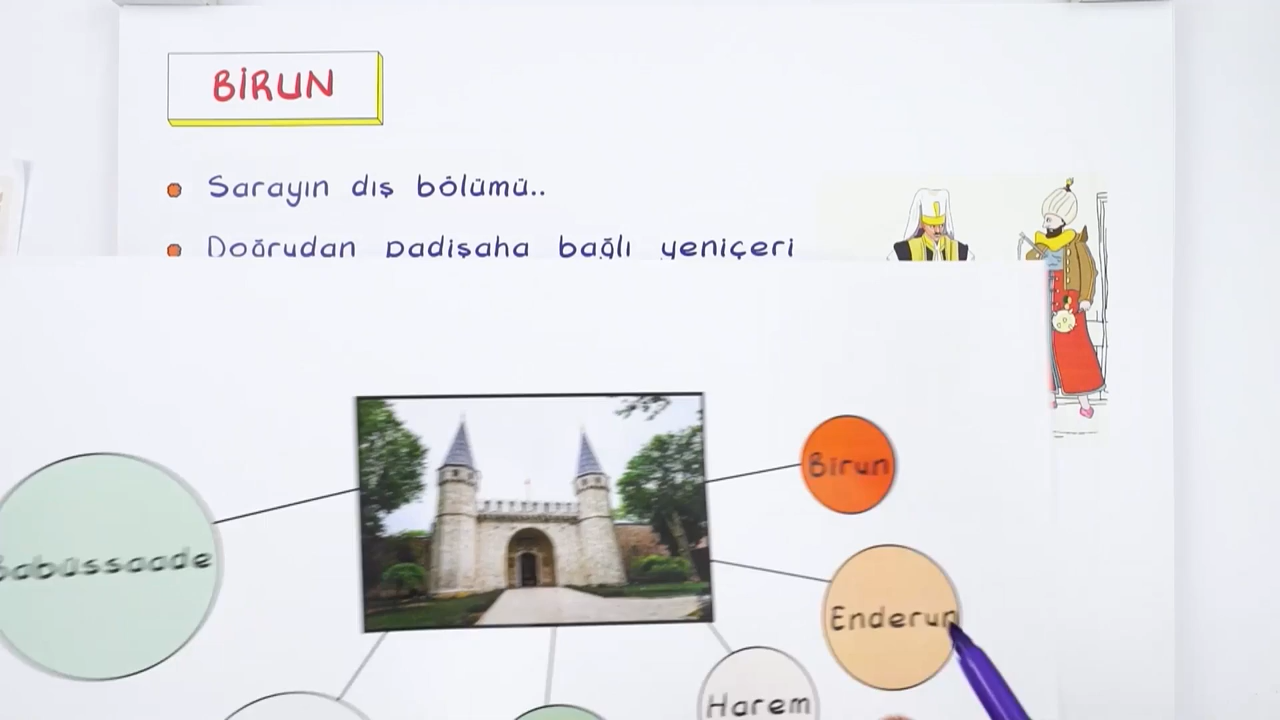 BİRUN
Sarayın dış bölümü..
Doğrudan padişaha bağlı yeniçeri
Birun
Babüssaade
Enderun
Harem